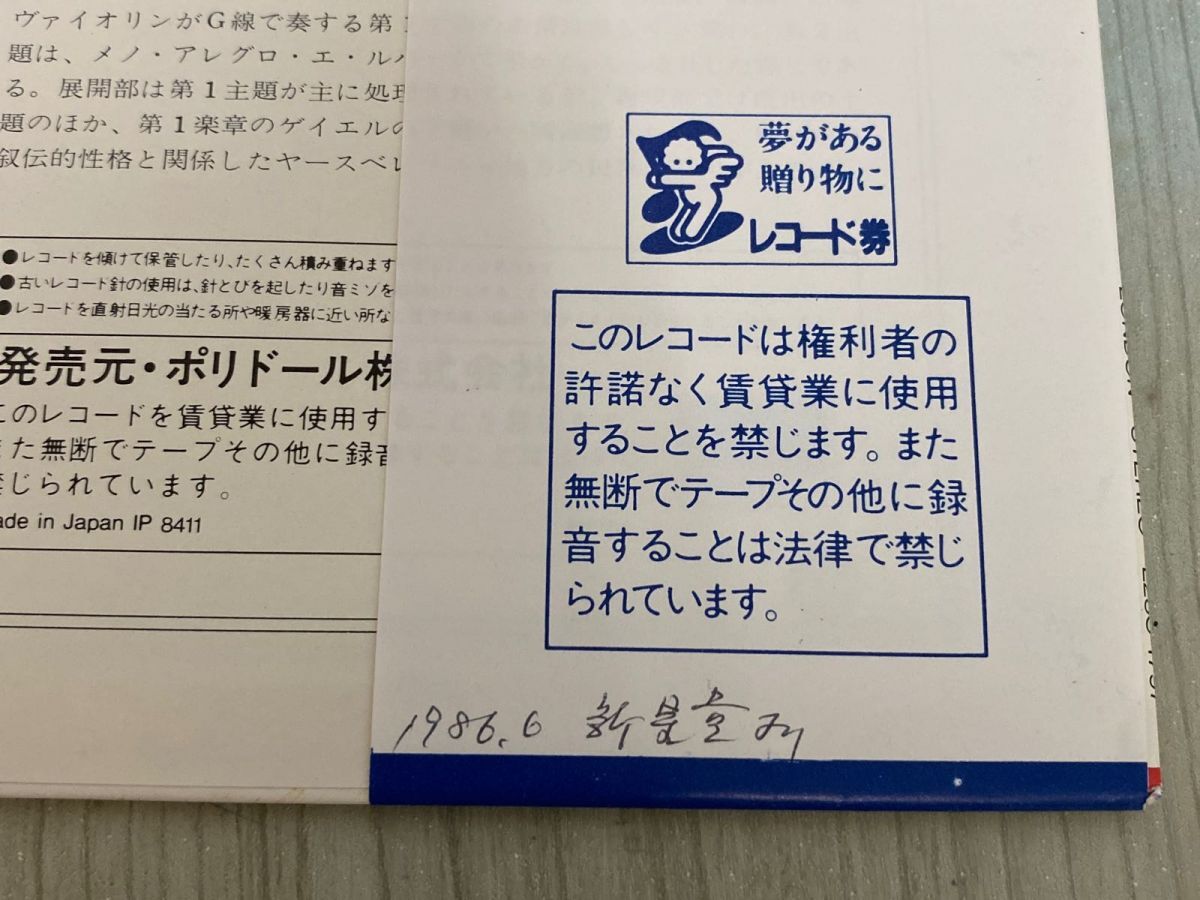 ヴァイオリンがG線で奏する第1
題は、メノ・アレグロ・エ・ル
る。展開部は第1主題が主に処理
題のほか、第1楽章のゲイエルの
叙伝的性格と関係したヤースベレ
●レコードを傾けて保管したり、たくさん積み重ねます
●古いレコード針の使用は、針とびを起したり音ミゾを
●レコードを直射日光の当たる所や暖房器に近い所な
発売元・ポリドール株
このレコードを賃貸業に使用す
また無断でテープその他に録音
禁じられています。
ade in Japan IP 8411
夢がある
贈り物に
レコード券
このレコードは権利者の
許諾なく賃貸業に使用
することを禁じます。また
無断でテープその他に録
音することは法律で禁じ
られています。
1986.6 新星堂